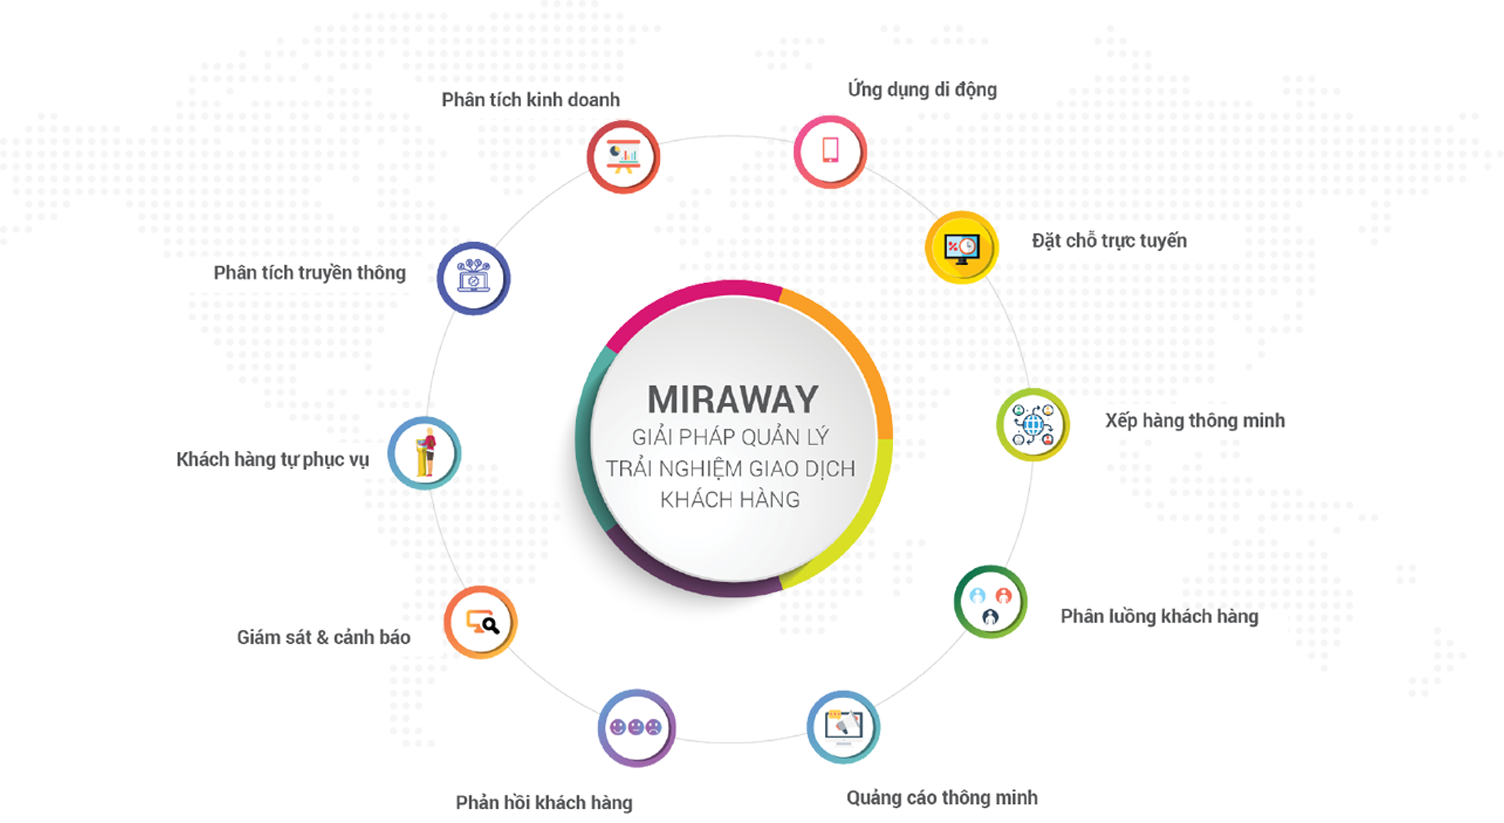 Ứng dụng di động
Phân tích kinh doanh
Đặt chỗ trực tuyến
Phân tích truyền thông
MIRAWAY
GIẢI PHÁP QUẢN LÝ
TRẢI NGHIỆM GIAO DỊCH
KHÁCH HÀNG
Xếp hàng thông minh
Khách hàng tự phục vụ
Phân luồng khách hàng
Giám sát & cảnh báo
Quảng cáo thông minh
Phản hồi khách hàng